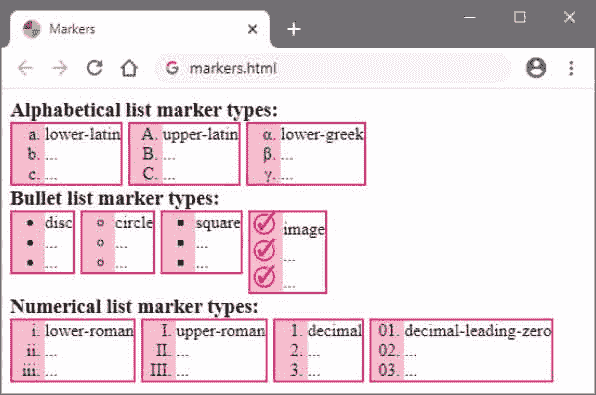 Markers
markers.html
Alphabetical list marker types:
a. lower-latin A. upper-latin α. lower-greek
b. ... B. ... β. ...
c. ... C. ... γ. ...
Bullet list marker types:
• disc ○ circle ▪ square image
• ... ○ ... ▪ ... ...
• ... ○ ... ▪ ... ...
Numerical list marker types:
i. lower-roman I. upper-roman 1. decimal 01. decimal-leading-zero
ii. ... II. ... 2. ... 02. ...
iii. ... III. ... 3. ... 03. ...